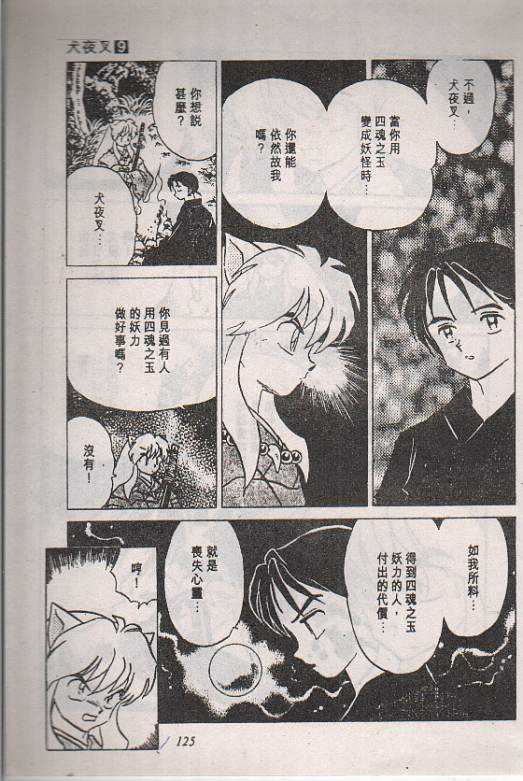 犬夜叉9
不過，
犬夜叉…
當你用
四魂之玉
變成妖怪時…
你還能
依然故我
嗎？
你想說
甚麼？
犬夜叉…
你見過有人
用四魂之玉
的妖力
做好事嗎？
沒有！
如我所料…
得到四魂之玉
妖力的人，
付出的代價…
就是
喪失心靈…
哼！
125